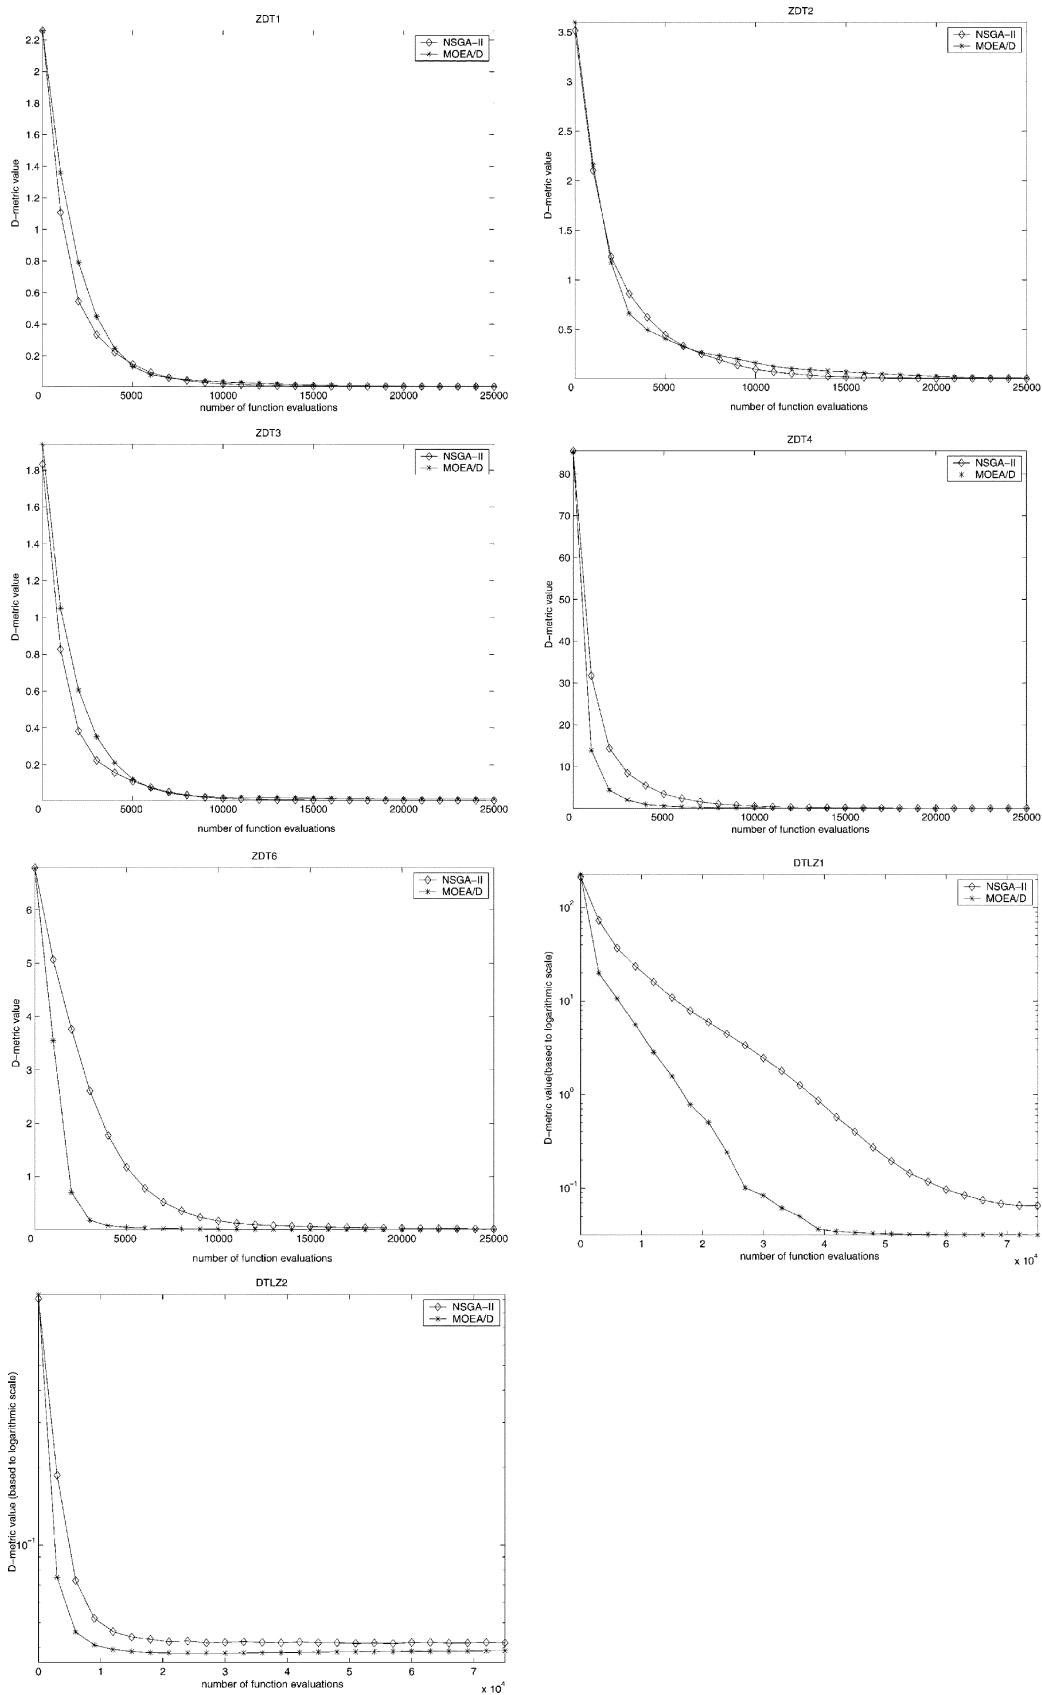 ZDT1
NSGA-II
MOEA/D
D-metric value
2.2
2
1.8
1.6
1.4
1.2
1
0.8
0.6
0.4
0.2
0 5000 10000 15000 20000 25000
number of function evaluations
ZDT2
NSGA-II
MOEA/D
D-metric value
3.5
3
2.5
2
1.5
1
0.5
0 5000 10000 15000 20000 25000
number of function evaluations
ZDT3
NSGA-II
MOEA/D
D-metric value
1.8
1.6
1.4
1.2
1
0.8
0.6
0.4
0.2
0 5000 10000 15000 20000 25000
number of function evaluations
ZDT4
NSGA-II
MOEA/D
D-metric value
80
70
60
50
40
30
20
10
0 5000 10000 15000 20000 25000
number of function evaluations
ZDT6
NSGA-II
MOEA/D
D-metric value
6
5
4
3
2
1
0 5000 10000 15000 20000 25000
number of function evaluations
DTLZ1
NSGA-II
MOEA/D
D-metric value(based to logarithmic scale)
10²
10¹
10⁰
10⁻¹
0 1 2 3 4 5 6 7
number of function evaluations
x 10⁴
DTLZ2
NSGA-II
MOEA/D
D-metric value (based to logarithmic scale)
10⁻¹
0 1 2 3 4 5 6 7
number of function evaluations
x 10⁴